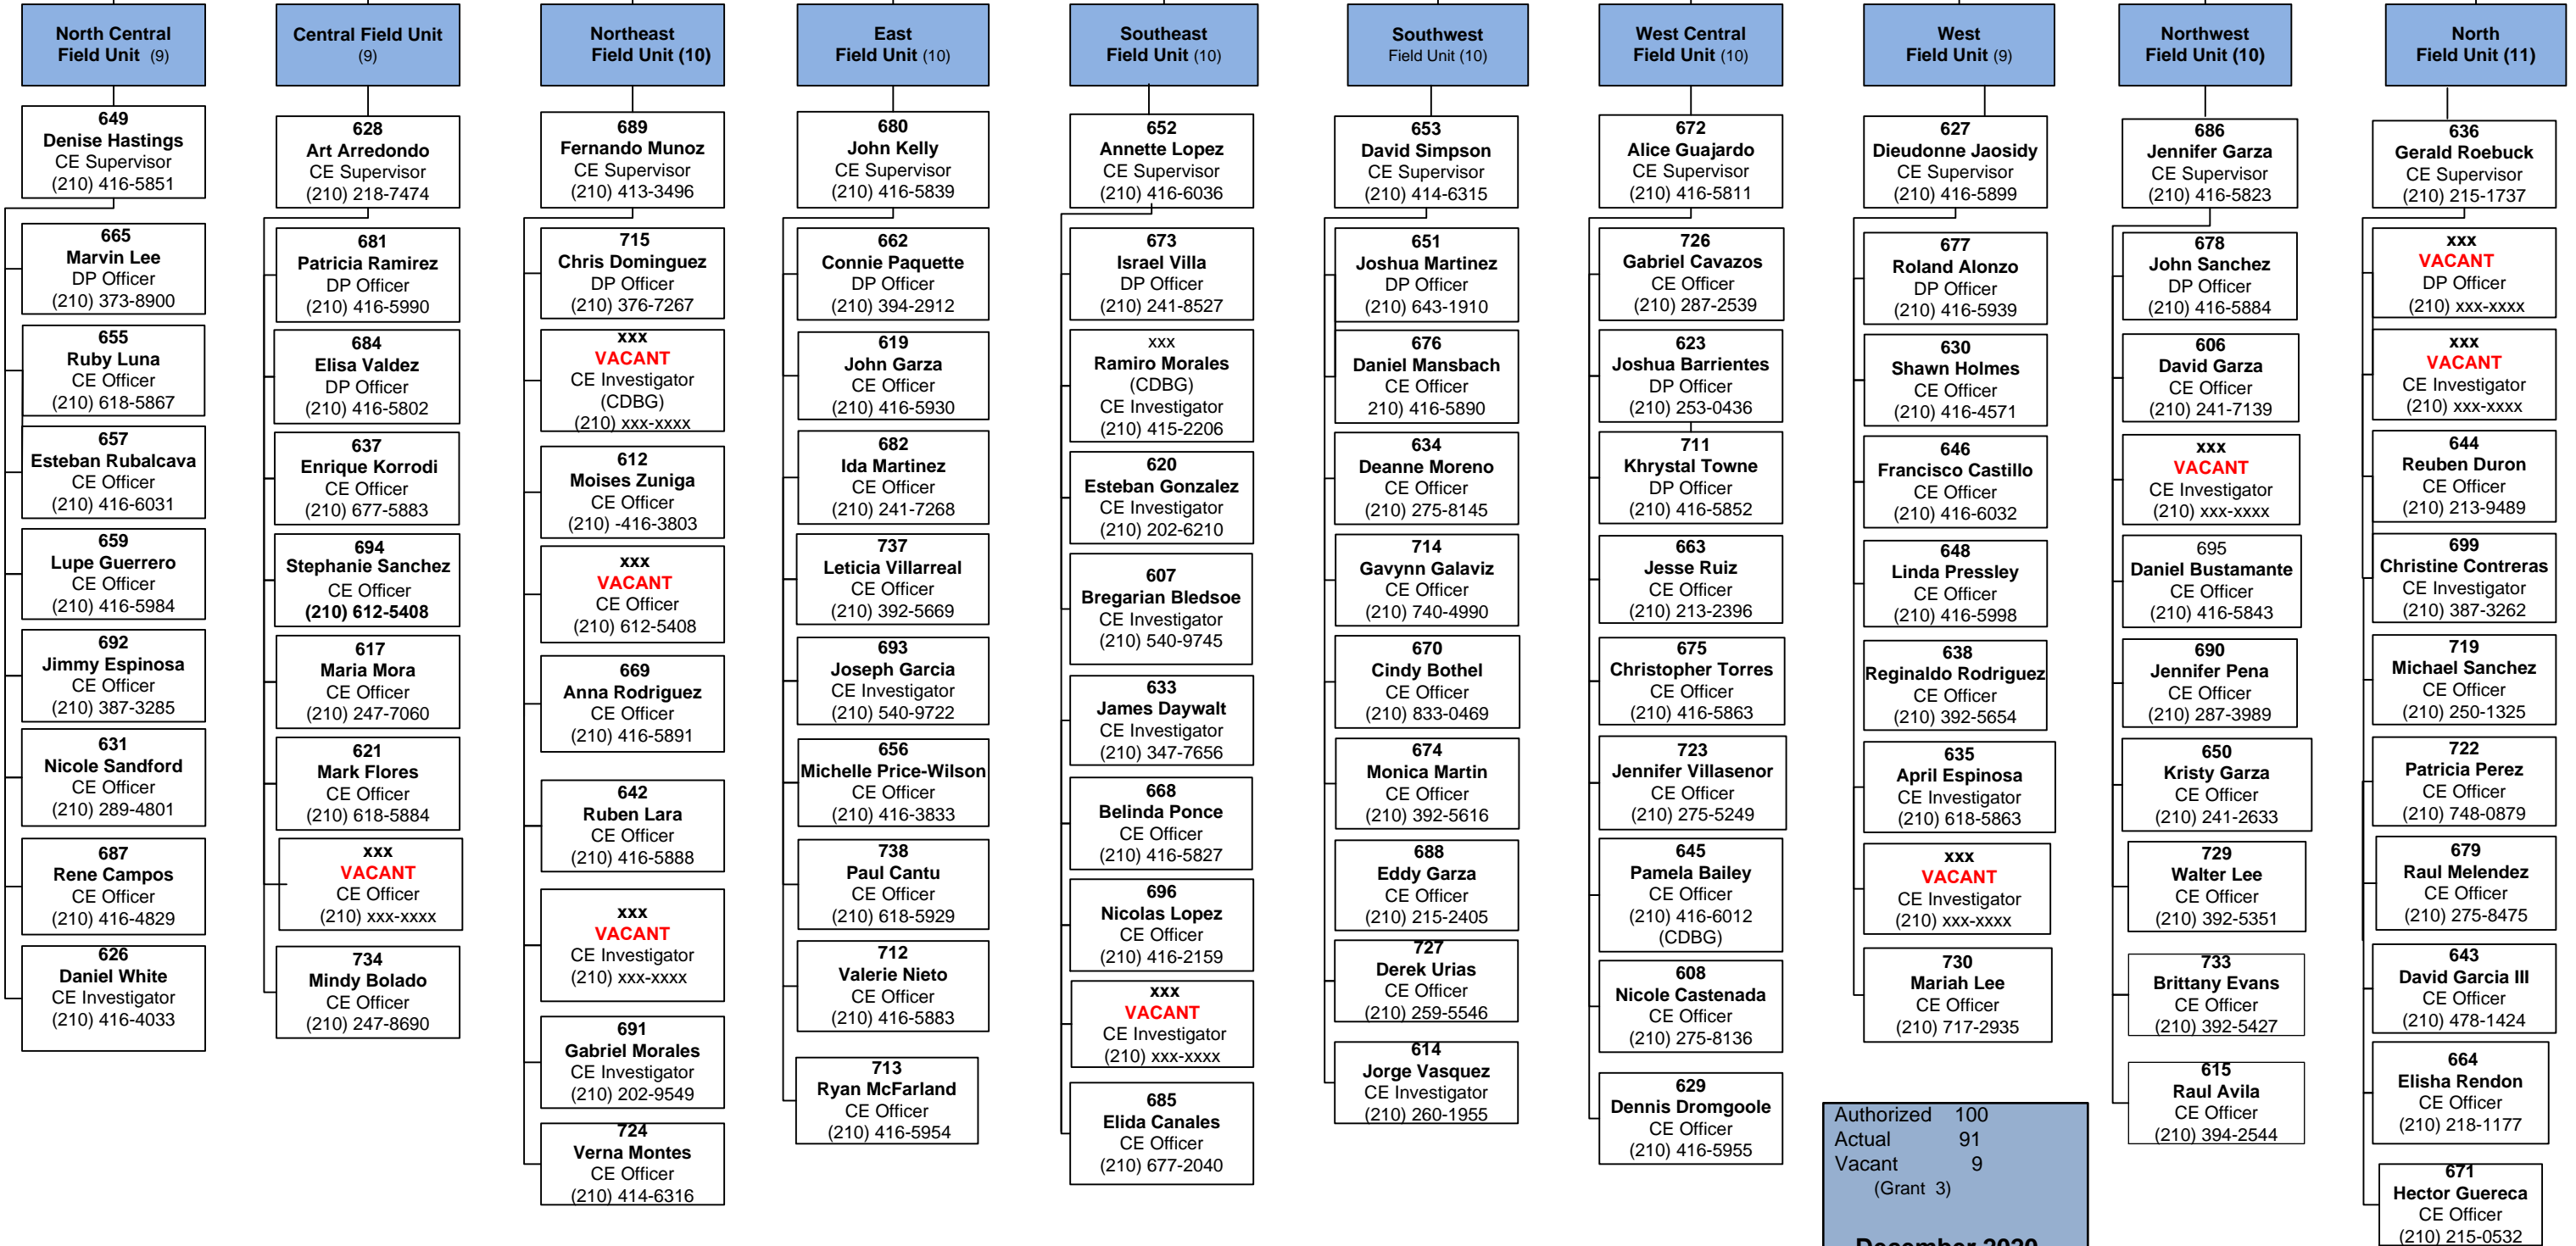 North Central
Field Unit (9)
649
Denise Hastings
CE Supervisor
(210) 416-5851
665
Marvin Lee
DP Officer
(210) 373-8900
655
Ruby Luna
CE Officer
(210) 618-5867
657
Esteban Rubalcava
CE Officer
(210) 416-6031
659
Lupe Guerrero
CE Officer
(210) 416-5984
692
Jimmy Espinosa
CE Officer
(210) 387-3285
631
Nicole Sandford
CE Officer
(210) 289-4801
687
Rene Campos
CE Officer
(210) 416-4829
626
Daniel White
CE Investigator
(210) 416-4033
Central Field Unit
(9)
628
Art Arredondo
CE Supervisor
(210) 218-7474
681
Patricia Ramirez
DP Officer
(210) 416-5990
684
Elisa Valdez
DP Officer
(210) 416-5802
637
Enrique Korrodi
CE Officer
(210) 677-5883
694
Stephanie Sanchez
CE Officer
(210) 612-5408
617
Maria Mora
CE Officer
(210) 247-7060
621
Mark Flores
CE Officer
(210) 618-5884
xxx
VACANT
CE Officer
(210) xxx-xxxx
734
Mindy Bolado
CE Officer
(210) 247-8690
Northeast
Field Unit (10)
689
Fernando Munoz
CE Supervisor
(210) 413-3496
715
Chris Dominguez
DP Officer
(210) 376-7267
xxx
VACANT
CE Investigator
(CDBG)
(210) xxx-xxxx
612
Moises Zuniga
CE Officer
(210) -416-3803
xxx
VACANT
CE Officer
(210) 612-5408
669
Anna Rodriguez
CE Officer
(210) 416-5891
642
Ruben Lara
CE Officer
(210) 416-5888
xxx
VACANT
CE Investigator
(210) xxx-xxxx
691
Gabriel Morales
CE Investigator
(210) 202-9549
724
Verna Montes
CE Officer
(210) 414-6316
East
Field Unit (10)
680
John Kelly
CE Supervisor
(210) 416-5839
662
Connie Paquette
DP Officer
(210) 394-2912
619
John Garza
CE Officer
(210) 416-5930
682
Ida Martinez
CE Officer
(210) 241-7268
737
Leticia Villarreal
CE Officer
(210) 392-5669
693
Joseph Garcia
CE Investigator
(210) 540-9722
656
Michelle Price-Wilson
CE Officer
(210) 416-3833
738
Paul Cantu
CE Officer
(210) 618-5929
712
Valerie Nieto
CE Officer
(210) 416-5883
713
Ryan McFarland
CE Officer
(210) 416-5954
Southeast
Field Unit (10)
652
Annette Lopez
CE Supervisor
(210) 416-6036
673
Israel Villa
DP Officer
(210) 241-8527
xxx
Ramiro Morales
(CDBG)
CE Investigator
(210) 415-2206
620
Esteban Gonzalez
CE Investigator
(210) 202-6210
607
Bregarian Bledsoe
CE Investigator
(210) 540-9745
633
James Daywalt
CE Investigator
(210) 347-7656
668
Belinda Ponce
CE Officer
(210) 416-5827
696
Nicolas Lopez
CE Officer
(210) 416-2159
xxx
VACANT
CE Investigator
(210) xxx-xxxx
685
Elida Canales
CE Officer
(210) 677-2040
Southwest
Field Unit (10)
653
David Simpson
CE Supervisor
(210) 414-6315
651
Joshua Martinez
DP Officer
(210) 643-1910
676
Daniel Mansbach
CE Officer
210) 416-5890
634
Deanne Moreno
CE Officer
(210) 275-8145
714
Gavynn Galaviz
CE Officer
(210) 740-4990
670
Cindy Bothel
CE Officer
(210) 833-0469
674
Monica Martin
CE Officer
(210) 392-5616
688
Eddy Garza
CE Officer
(210) 215-2405
727
Derek Urias
CE Officer
(210) 259-5546
614
Jorge Vasquez
CE Investigator
(210) 260-1955
West Central
Field Unit (10)
672
Alice Guajardo
CE Supervisor
(210) 416-5811
726
Gabriel Cavazos
CE Officer
(210) 287-2539
623
Joshua Barrientes
DP Officer
(210) 253-0436
711
Khrystal Towne
DP Officer
(210) 416-5852
663
Jesse Ruiz
CE Officer
(210) 213-2396
675
Christopher Torres
CE Officer
(210) 416-5863
723
Jennifer Villasenor
CE Officer
(210) 275-5249
645
Pamela Bailey
CE Officer
(210) 416-6012
(CDBG)
608
Nicole Castenada
CE Officer
(210) 275-8136
629
Dennis Dromgoole
CE Officer
(210) 416-5955
West
Field Unit (9)
627
Dieudonne Jaosidy
CE Supervisor
(210) 416-5899
677
Roland Alonzo
DP Officer
(210) 416-5939
630
Shawn Holmes
CE Officer
(210) 416-4571
646
Francisco Castillo
CE Officer
(210) 416-6032
648
Linda Pressley
CE Officer
(210) 416-5998
638
Reginaldo Rodriguez
CE Officer
(210) 392-5654
635
April Espinosa
CE Investigator
(210) 618-5863
xxx
VACANT
CE Investigator
(210) xxx-xxxx
730
Mariah Lee
CE Officer
(210) 717-2935
Authorized 100
Actual 91
Vacant 9
(Grant 3)
December 2020
Northwest
Field Unit (10)
686
Jennifer Garza
CE Supervisor
(210) 416-5823
678
John Sanchez
DP Officer
(210) 416-5884
606
David Garza
CE Officer
(210) 241-7139
xxx
VACANT
CE Investigator
(210) xxx-xxxx
695
Daniel Bustamante
CE Officer
(210) 416-5843
690
Jennifer Pena
CE Officer
(210) 287-3989
650
Kristy Garza
CE Officer
(210) 241-2633
729
Walter Lee
CE Officer
(210) 392-5351
733
Brittany Evans
CE Officer
(210) 392-5427
615
Raul Avila
CE Officer
(210) 394-2544
North
Field Unit (11)
636
Gerald Roebuck
CE Supervisor
(210) 215-1737
xxx
VACANT
DP Officer
(210) xxx-xxxx
xxx
VACANT
CE Investigator
(210) xxx-xxxx
644
Reuben Duron
CE Officer
(210) 213-9489
699
Christine Contreras
CE Investigator
(210) 387-3262
719
Michael Sanchez
CE Officer
(210) 250-1325
722
Patricia Perez
CE Officer
(210) 748-0879
679
Raul Melendez
CE Officer
(210) 275-8475
643
David Garcia III
CE Officer
(210) 478-1424
664
Elisha Rendon
CE Officer
(210) 218-1177
671
Hector Guereca
CE Officer
(210) 215-0532